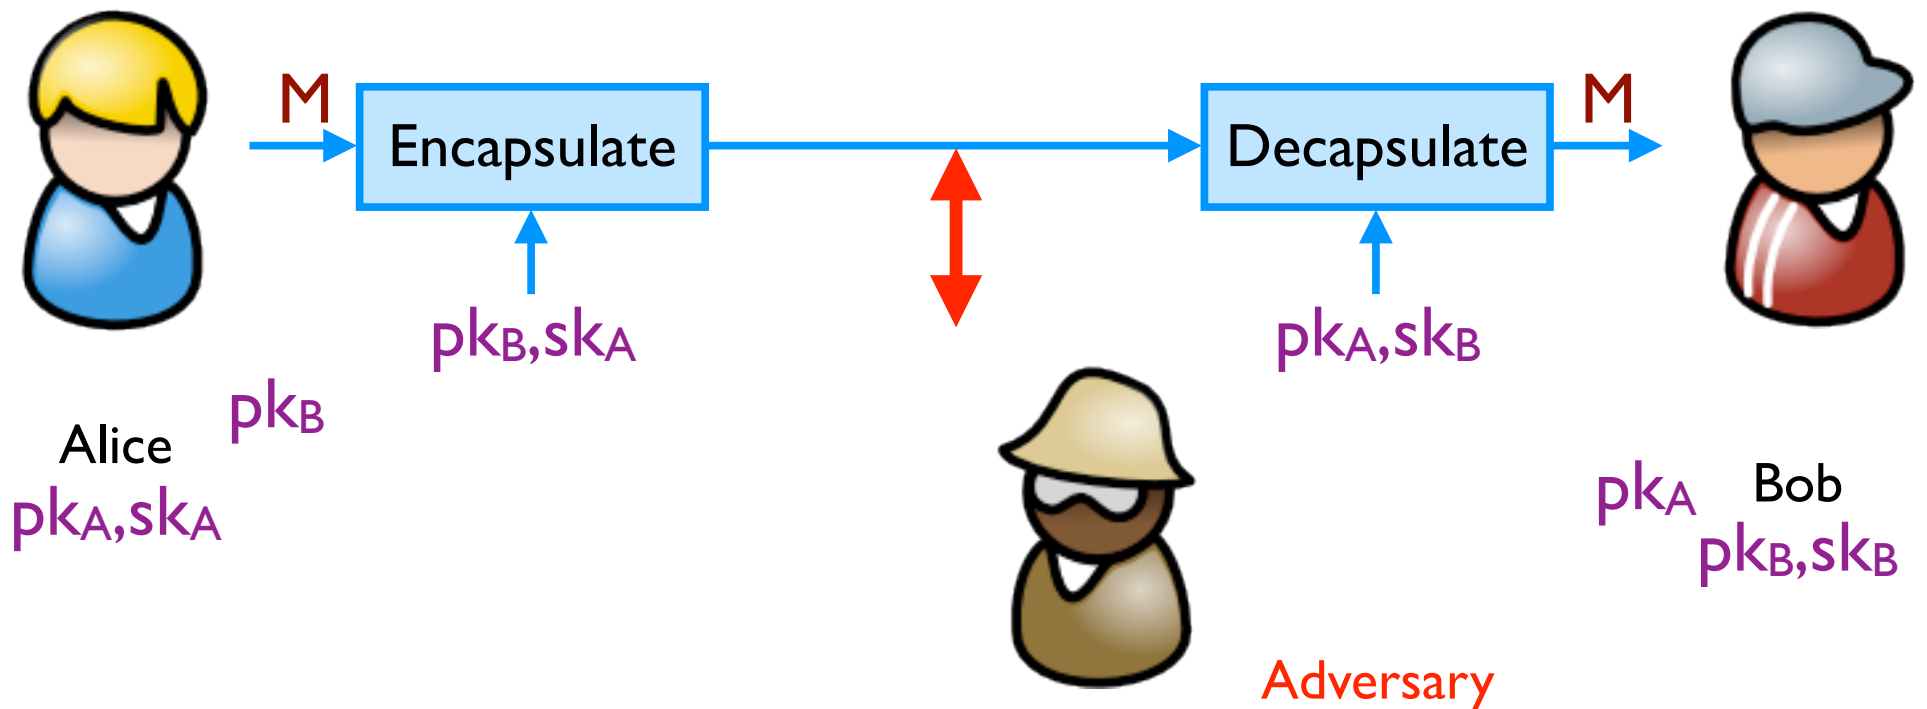 M
Encapsulate
Decapsulate
M
pkB,skA
pkA,skB
pkB
Alice
pkA,skA
pkA
Bob
pkB,skB
Adversary